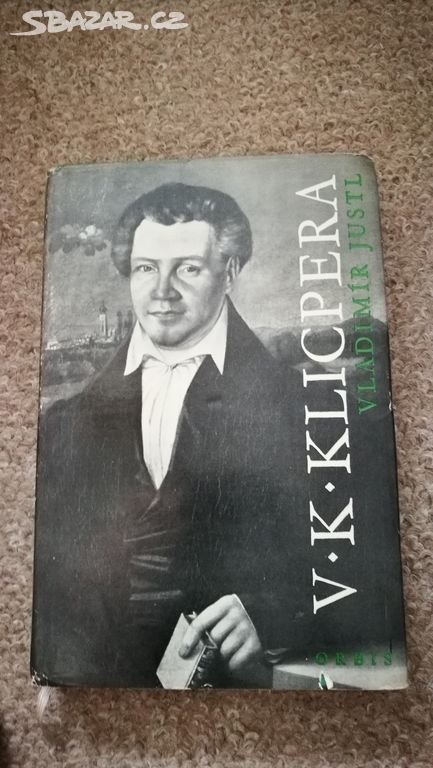 SBAZAR.CZ
V·K·KLICPERA
VLADIMÍR JUSTL
ORBIS